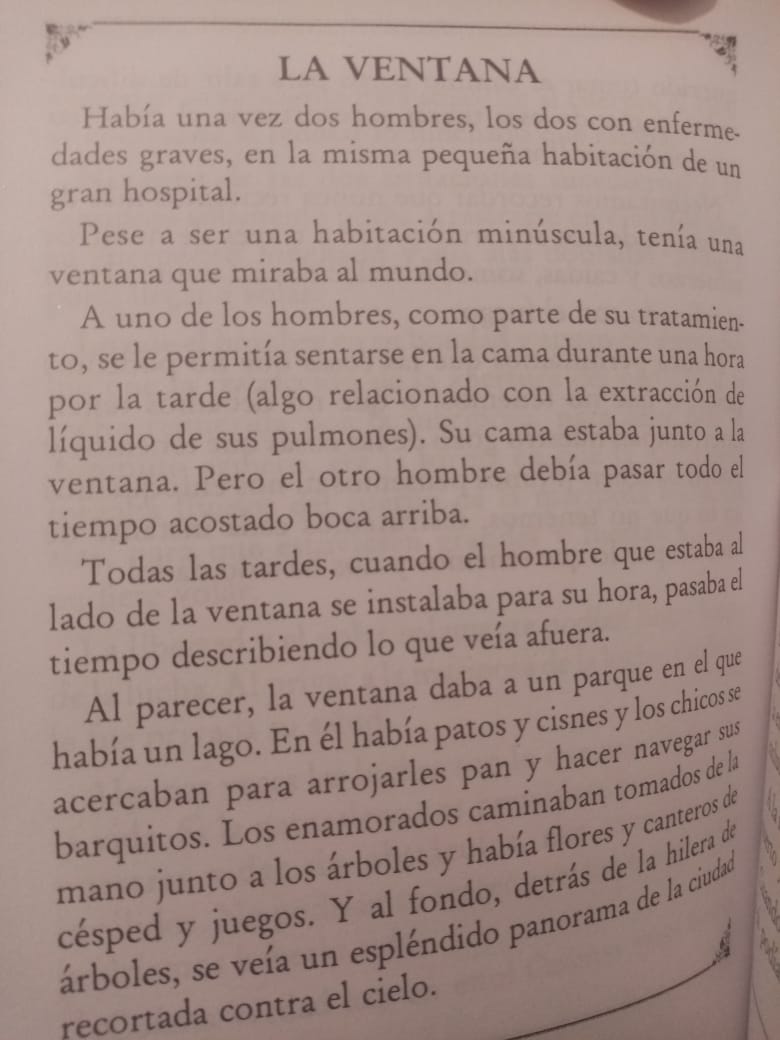 LA VENTANA
Había una vez dos hombres, los dos con enferme-
dades graves, en la misma pequeña habitación de un
gran hospital.
Pese a ser una habitación minúscula, tenía una
ventana que miraba al mundo.
A uno de los hombres, como parte de su tratamien-
to, se le permitía sentarse en la cama durante una hora
por la tarde (algo relacionado con la extracción de
líquido de sus pulmones). Su cama estaba junto a la
ventana. Pero el otro hombre debía pasar todo el
tiempo acostado boca arriba.
Todas las tardes, cuando el hombre que estaba al
lado de la ventana se instalaba para su hora, pasaba el
tiempo describiendo lo que veía afuera.
Al parecer, la ventana daba a un parque en el que
había un lago. En él había patos y cisnes y los chicos se
acercaban para arrojarles pan y hacer navegar sus
barquitos. Los enamorados caminaban tomados de la
mano junto a los árboles y había flores y canteros de
césped y juegos. Y al fondo, detrás de la hilera de
árboles, se veía un espléndido panorama de la ciudad
recortada contra el cielo.